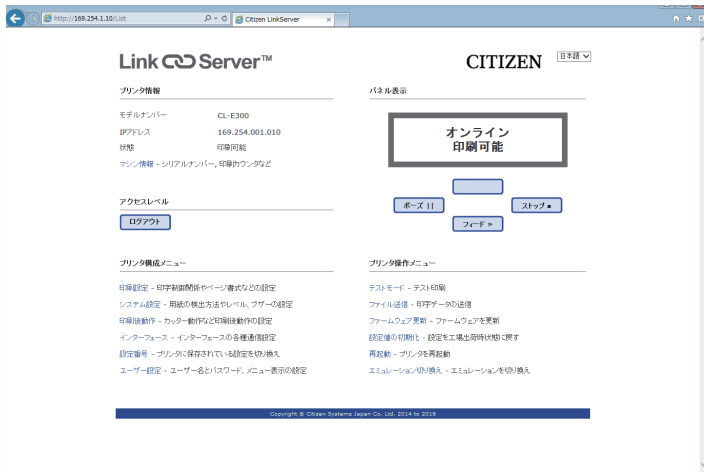 http://169.254.1.10/List
Citizen LinkServer
Link Server™
CITIZEN
日本語
プリンタ情報
モデルナンバー CL-E300
IPアドレス 169.254.001.010
状態 印刷可能
マシン情報 - シリアルナンバー, 印刷カウンタなど
アクセスレベル
ログアウト
パネル表示
オンライン
印刷可能
ポーズ
ストップ ■
フィード »
プリンタ構成メニュー
印刷設定 - 印字制御関係やページ書式などの設定
システム設定 - 用紙の検出方法やレベル、ブザーの設定
印刷後動作 - カッター動作など印刷後動作の設定
インターフェース - インターフェースの各種通信設定
設定番号 - プリンタに保存されている設定を切り換え
ユーザー設定 - ユーザー名とパスワード、メニュー表示の設定
プリンタ操作メニュー
テストモード - テスト印刷
ファイル送信 - 印字データの送信
ファームウェア更新 - ファームウェアを更新
設定値の初期化 - 設定を工場出荷時状態に戻す
再起動 - プリンタを再起動
エミュレーション切り換え - エミュレーションを切り換え
Copyright @ Citizen Systems Japan Co. Ltd. 2014 to 2018